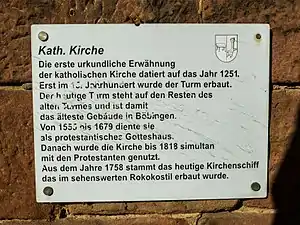 Kath. Kirche
Die erste urkundliche Erwähnung
der katholischen Kirche datiert auf das Jahr 1251.
Erst im Jahrhundert wurde der Turm erbaut.
Der heutige Turm steht auf den Resten des
alten Turmes und ist damit
das älteste Gebäude in Böbingen.
Von 1555 bis 1679 diente sie
als protestantisches Gotteshaus.
Danach wurde die Kirche bis 1818 simultan
mit den Protestanten genutzt.
Aus dem Jahre 1758 stammt das heutige Kirchenschiff
das im sehenswerten Rokokostil erbaut wurde.